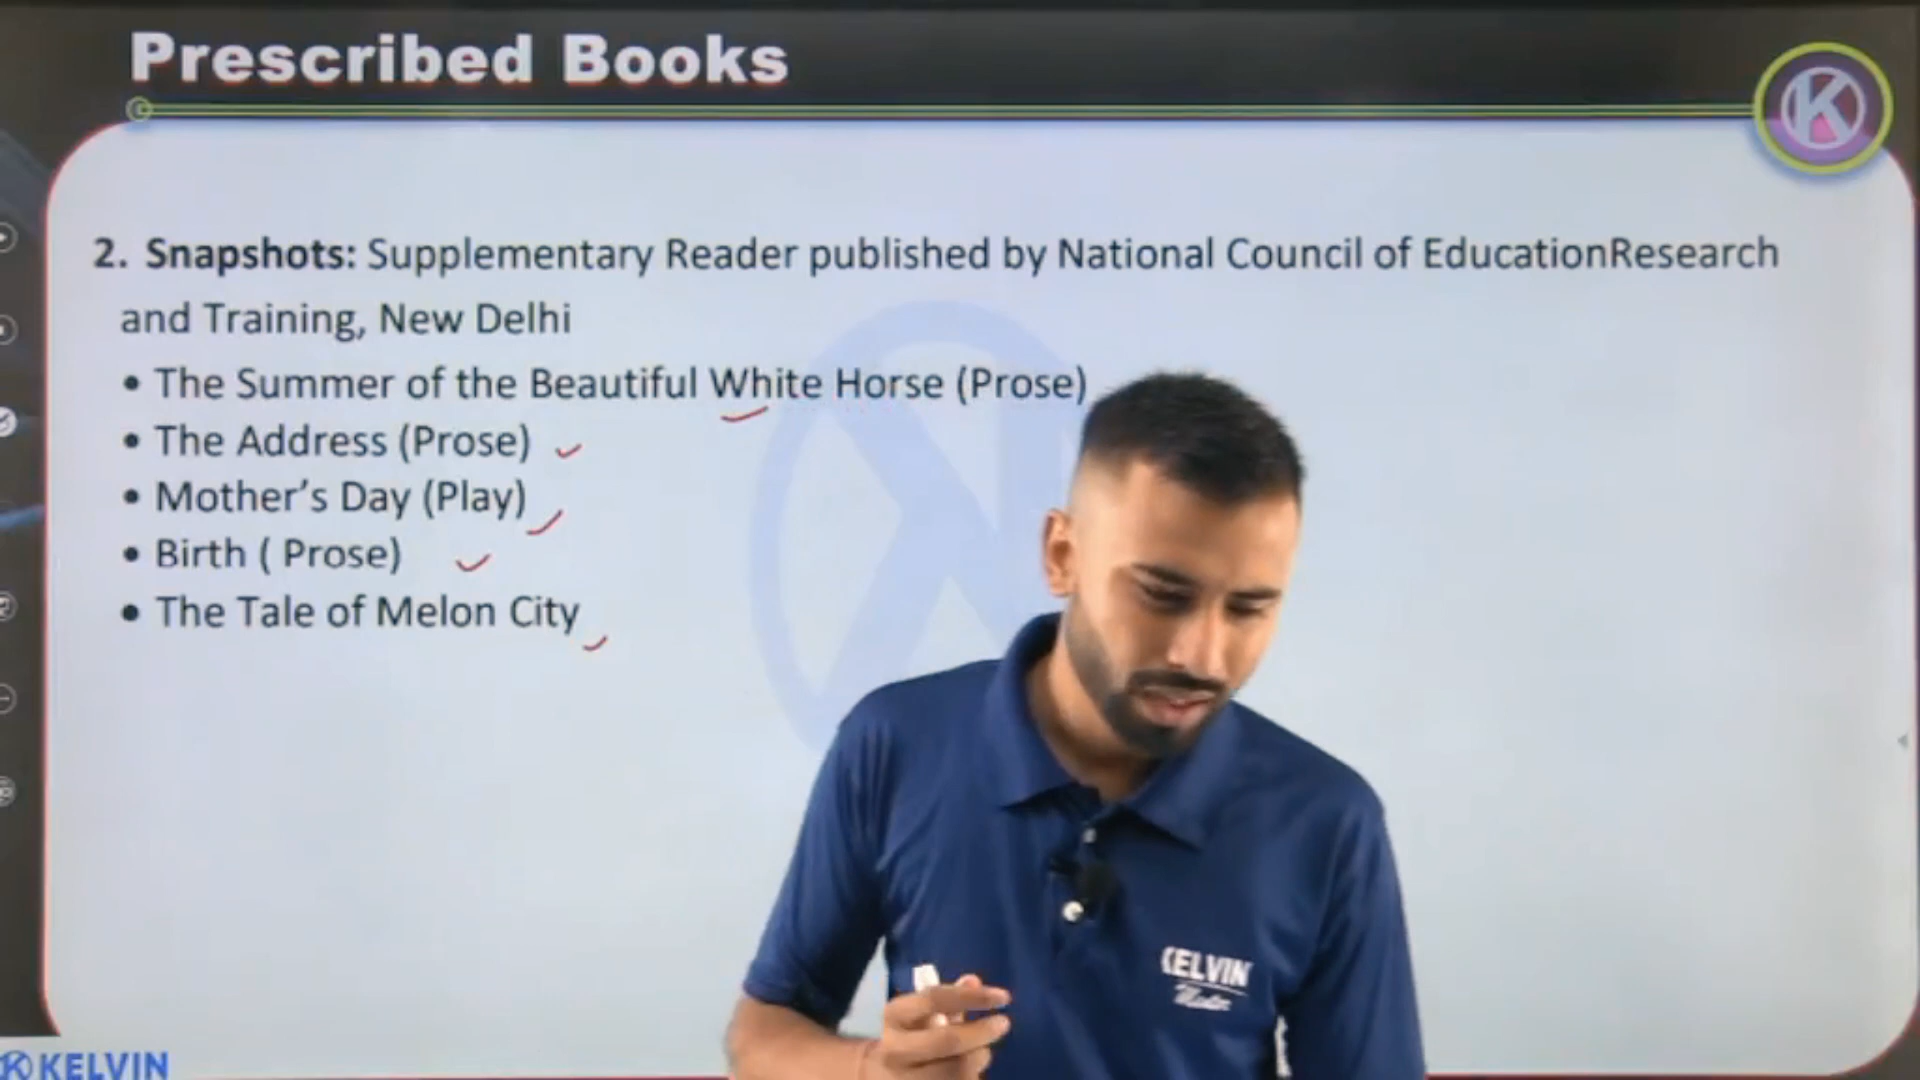 Prescribed Books
2. Snapshots: Supplementary Reader published by National Council of EducationResearch
and Training, New Delhi
• The Summer of the Beautiful White Horse (Prose)
• The Address (Prose)
• Mother's Day (Play)
• Birth ( Prose)
• The Tale of Melon City
KELVIN
KELVIN